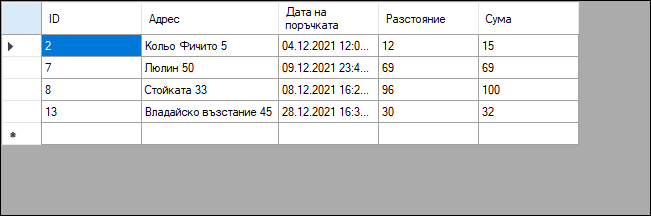 ID Адрес Дата на поръчката Разстояние Сума
2 Кольо Фичито 5 04.12.2021 12:0... 12 15
7 Люлин 50 09.12.2021 23:4... 69 69
8 Стойката 33 08.12.2021 16:2... 96 100
13 Владайско възстание 45 28.12.2021 16:3... 30 32